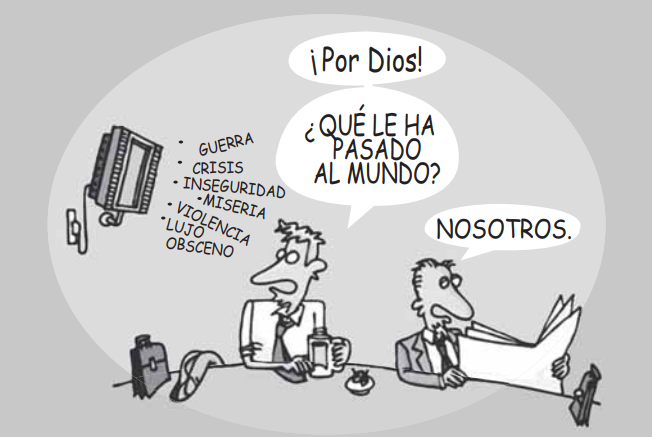 ¡Por Dios!
¿QUÉ LE HA
PASADO
AL MUNDO?
NOSOTROS.
• GUERRA
• CRISIS
• INSEGURIDAD
• MISERIA
• VIOLENCIA
• LUJO
OBSCENO